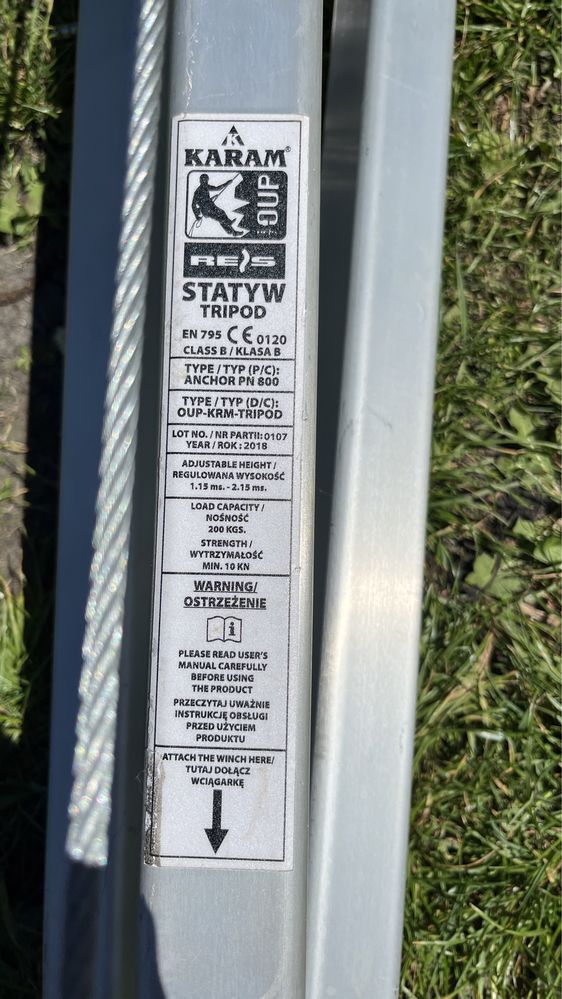 K
KARAM®
OUP
REIS
STATYW
TRIPOD
EN 795 CE 0120
CLASS B / KLASA B
TYPE / TYP (P/C):
ANCHOR PN 800
TYPE / TYP (D/C):
OUP-KRM-TRIPOD
LOT NO. / NR PARTII: 0107
YEAR / ROK : 2018
ADJUSTABLE HEIGHT /
REGULOWANA WYSOKOŚĆ
1.15 ms. - 2.15 ms.
LOAD CAPACITY /
NOŚNOŚĆ
200 KGS.
STRENGTH /
WYTRZYMAŁOŚĆ
MIN. 10 KN
WARNING/
OSTRZEŻENIE
i
PLEASE READ USER'S
MANUAL CAREFULLY
BEFORE USING
THE PRODUCT
PRZECZYTAJ UWAŻNIE
INSTRUKCJĘ OBSŁUGI
PRZED UŻYCIEM
PRODUKTU
ATTACH THE WINCH HERE/
TUTAJ DOŁĄCZ
WCIĄGARKĘ